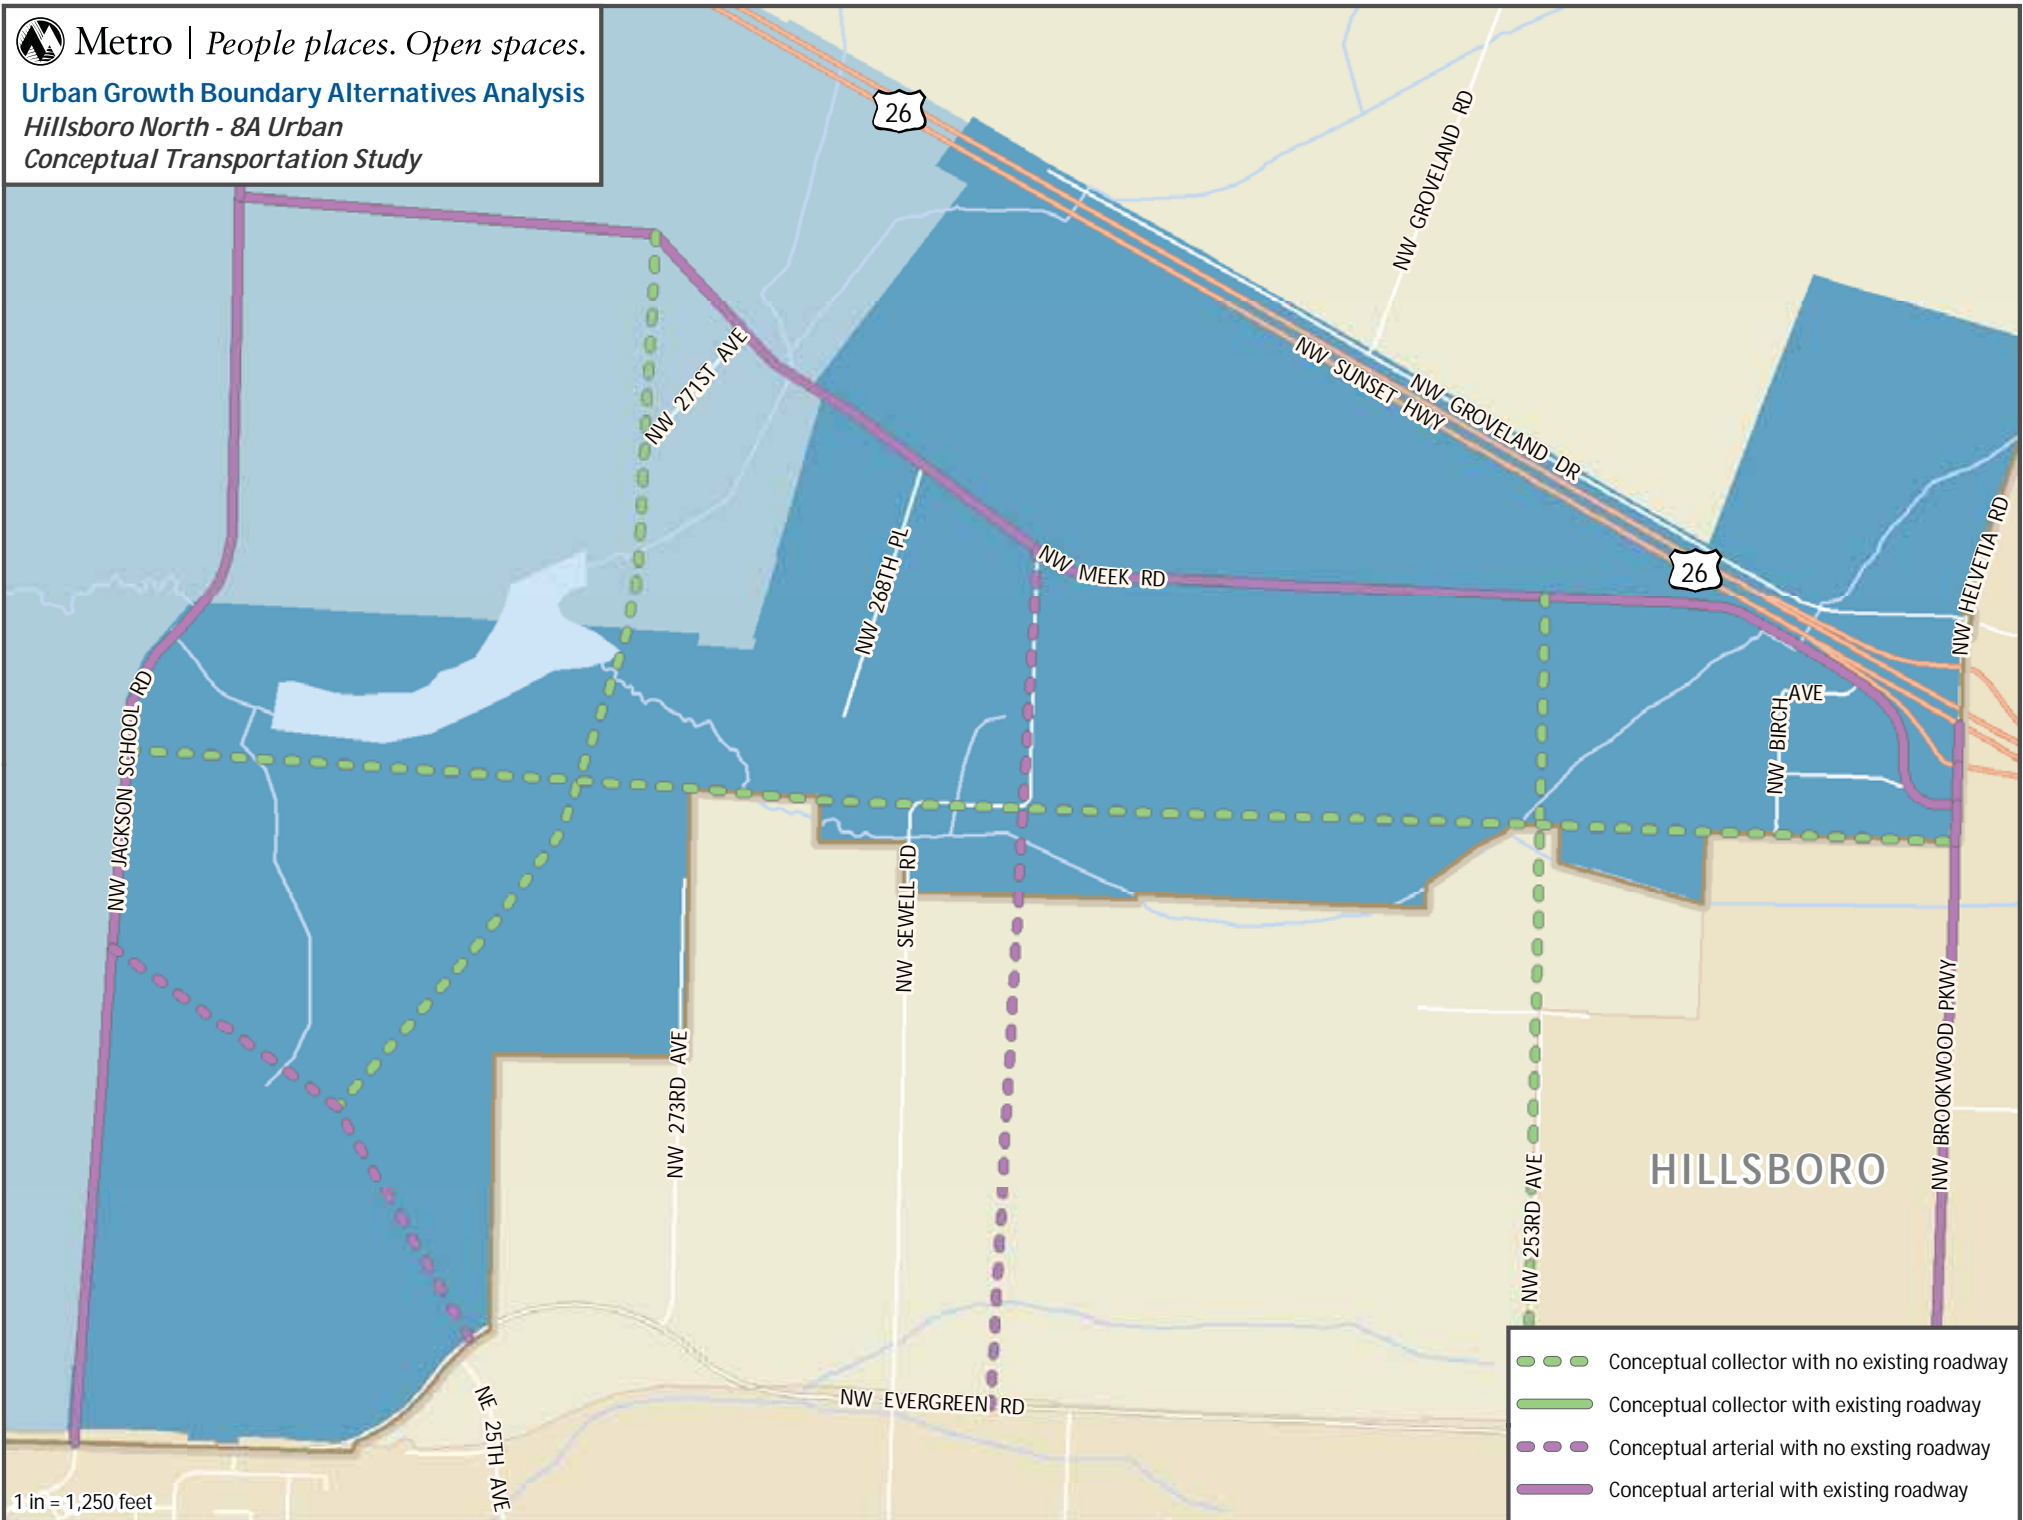 Metro | People places. Open spaces.
Urban Growth Boundary Alternatives Analysis
Hillsboro North - 8A Urban
Conceptual Transportation Study
26
NW GROVELAND RD
NW 271ST AVE
NW SUNSET HWY
NW GROVELAND DR
26
NW HELVETIA RD
NW MEEK RD
NW 268TH PL
NW JACKSON SCHOOL RD
NW BIRCH AVE
NW SEWELL RD
NW 273RD AVE
NW BROOKWOOD PKWY
HILLSBORO
NW 253RD AVE
NW EVERGREEN RD
NE 25TH AVE
Conceptual collector with no existing roadway
Conceptual collector with existing roadway
Conceptual arterial with no exsting roadway
Conceptual arterial with existing roadway
1 in = 1,250 feet